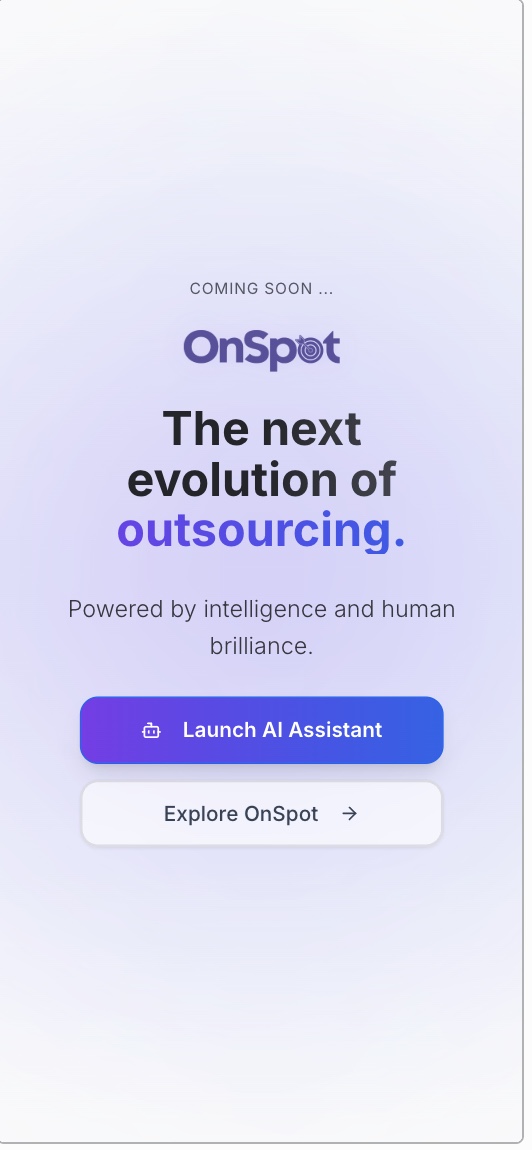 COMING SOON ...
OnSpot
The next
evolution of
outsourcing.
Powered by intelligence and human
brilliance.
Launch AI Assistant
Explore OnSpot